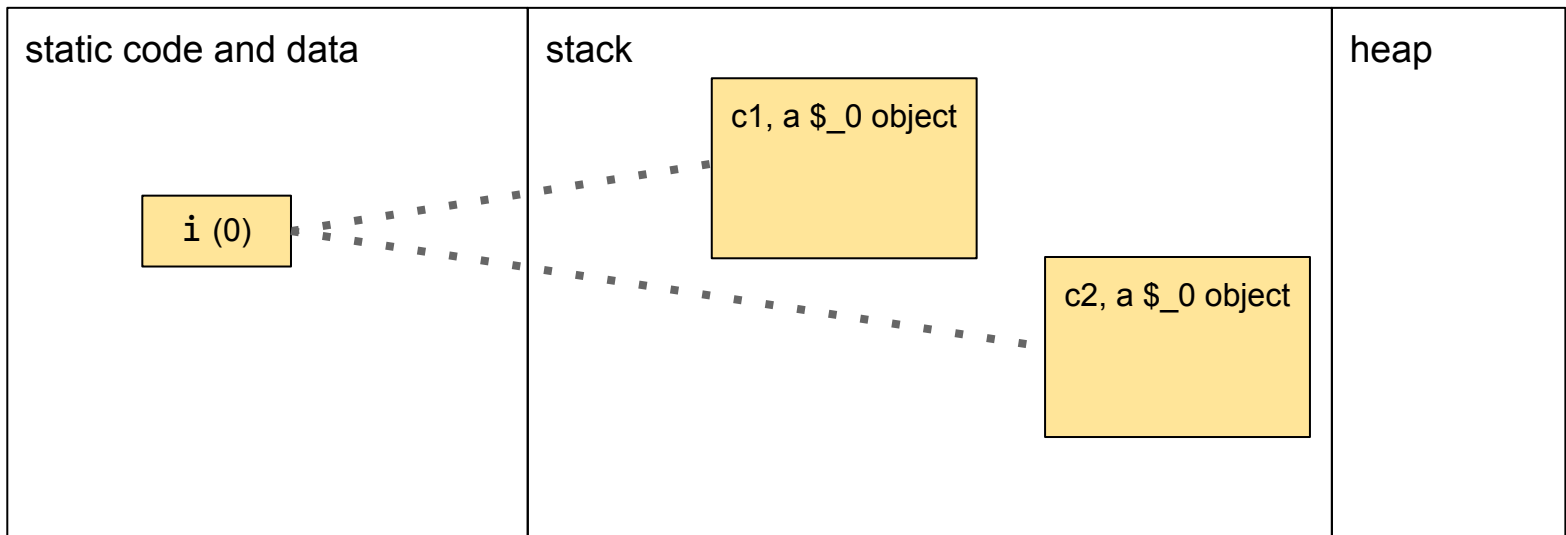 static code and data
stack
heap
c1, a $_0 object
i (0)
c2, a $_0 object